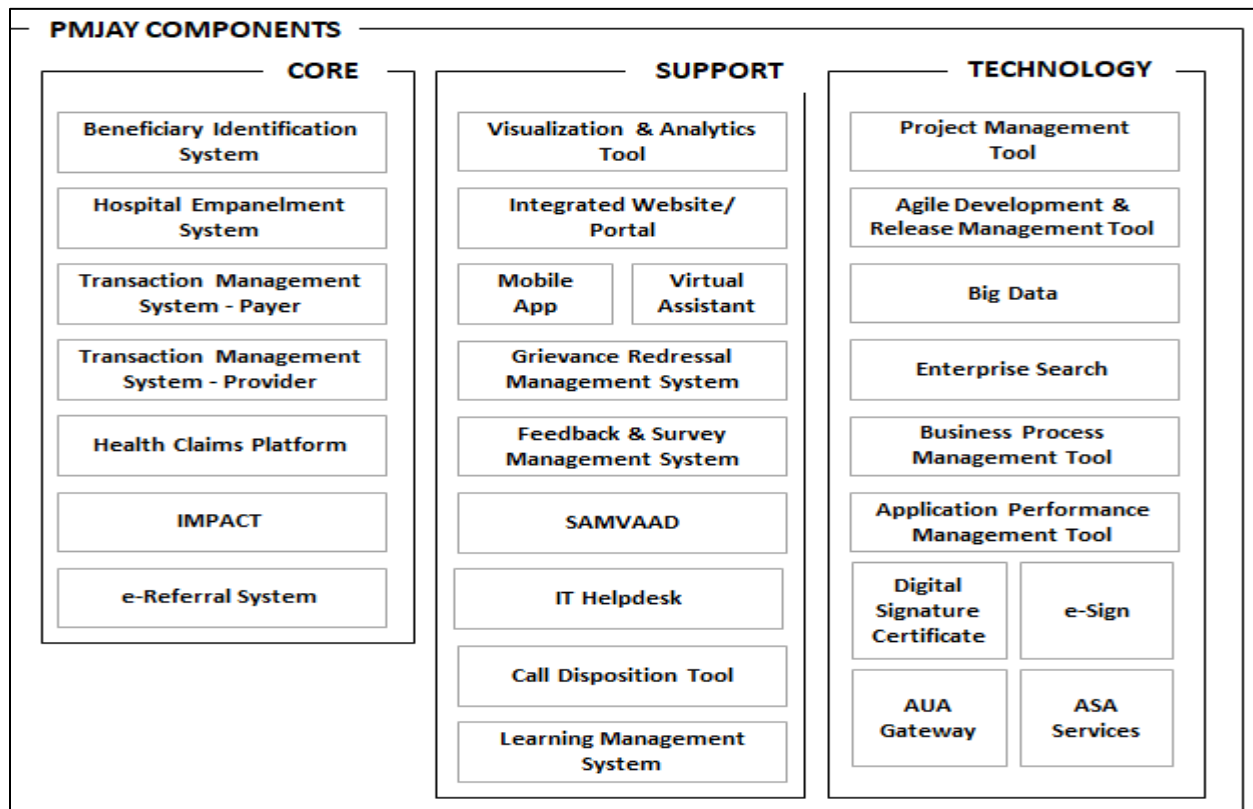 PMJAY COMPONENTS
CORE
Beneficiary Identification
System
Hospital Empanelment
System
Transaction Management
System - Payer
Transaction Management
System - Provider
Health Claims Platform
IMPACT
e-Referral System
SUPPORT
Visualization & Analytics
Tool
Integrated Website/
Portal
Mobile
App
Virtual
Assistant
Grievance Redressal
Management System
Feedback & Survey
Management System
SAMVAAD
IT Helpdesk
Call Disposition Tool
Learning Management
System
TECHNOLOGY
Project Management
Tool
Agile Development &
Release Management Tool
Big Data
Enterprise Search
Business Process
Management Tool
Application Performance
Management Tool
Digital
Signature
Certificate
e-Sign
AUA
Gateway
ASA
Services